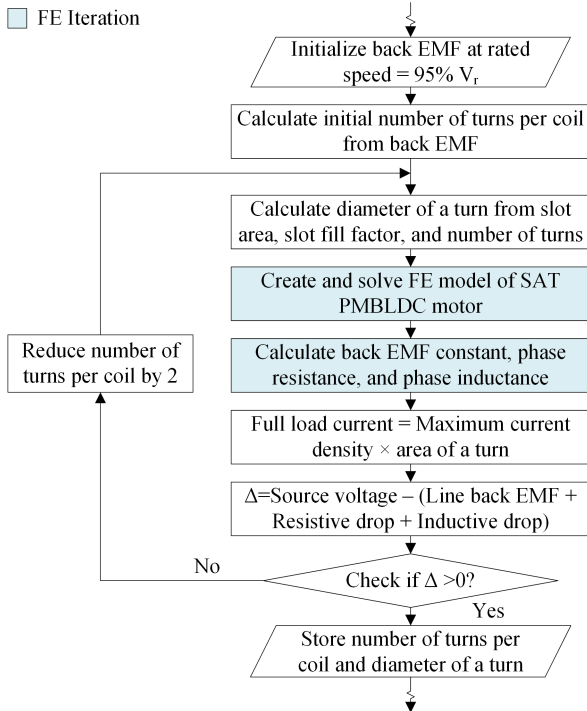 FE Iteration
Initialize back EMF at rated
speed = 95% Vr
Calculate initial number of turns per coil
from back EMF
Calculate diameter of a turn from slot
area, slot fill factor, and number of turns
Create and solve FE model of SAT
PMBLDC motor
Reduce number of
turns per coil by 2
Calculate back EMF constant, phase
resistance, and phase inductance
Full load current = Maximum current
density × area of a turn
Δ=Source voltage – (Line back EMF +
Resistive drop + Inductive drop)
No
Check if Δ >0?
Yes
Store number of turns per
coil and diameter of a turn